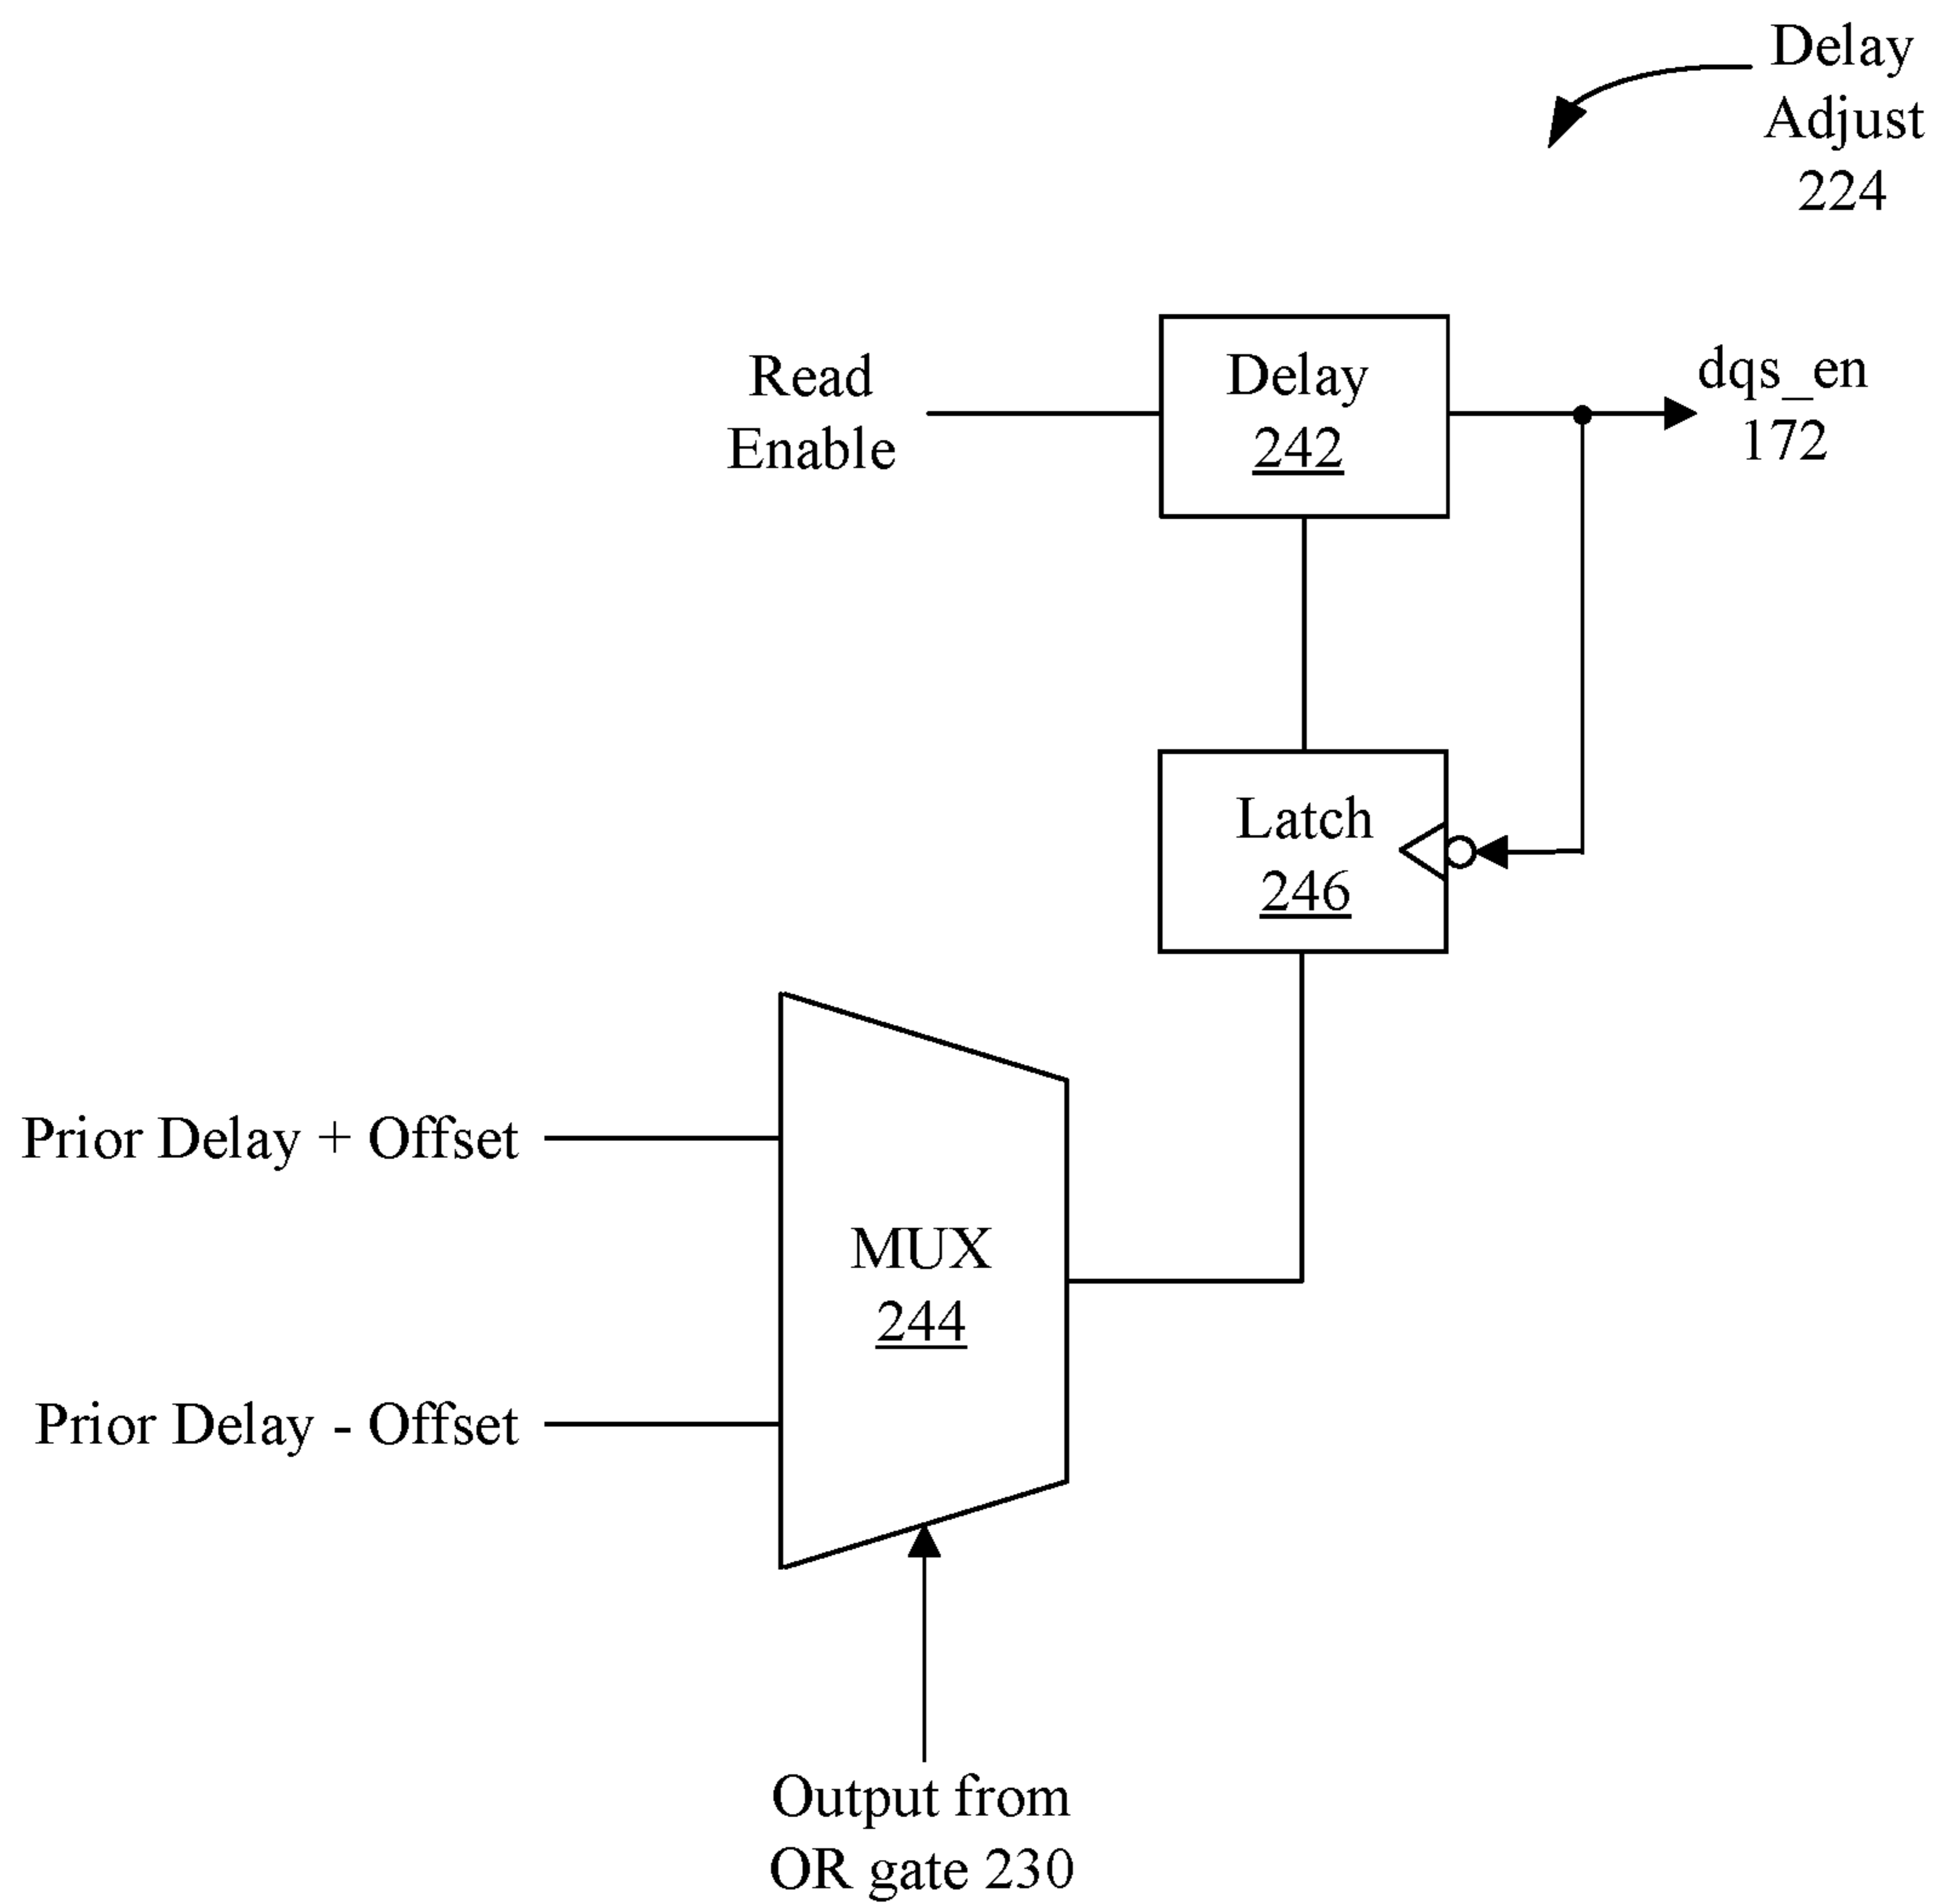 Delay
Adjust
224
Read
Enable
Delay
242
dqs_en
172
Latch
246
Prior Delay + Offset
MUX
244
Prior Delay - Offset
Output from
OR gate 230